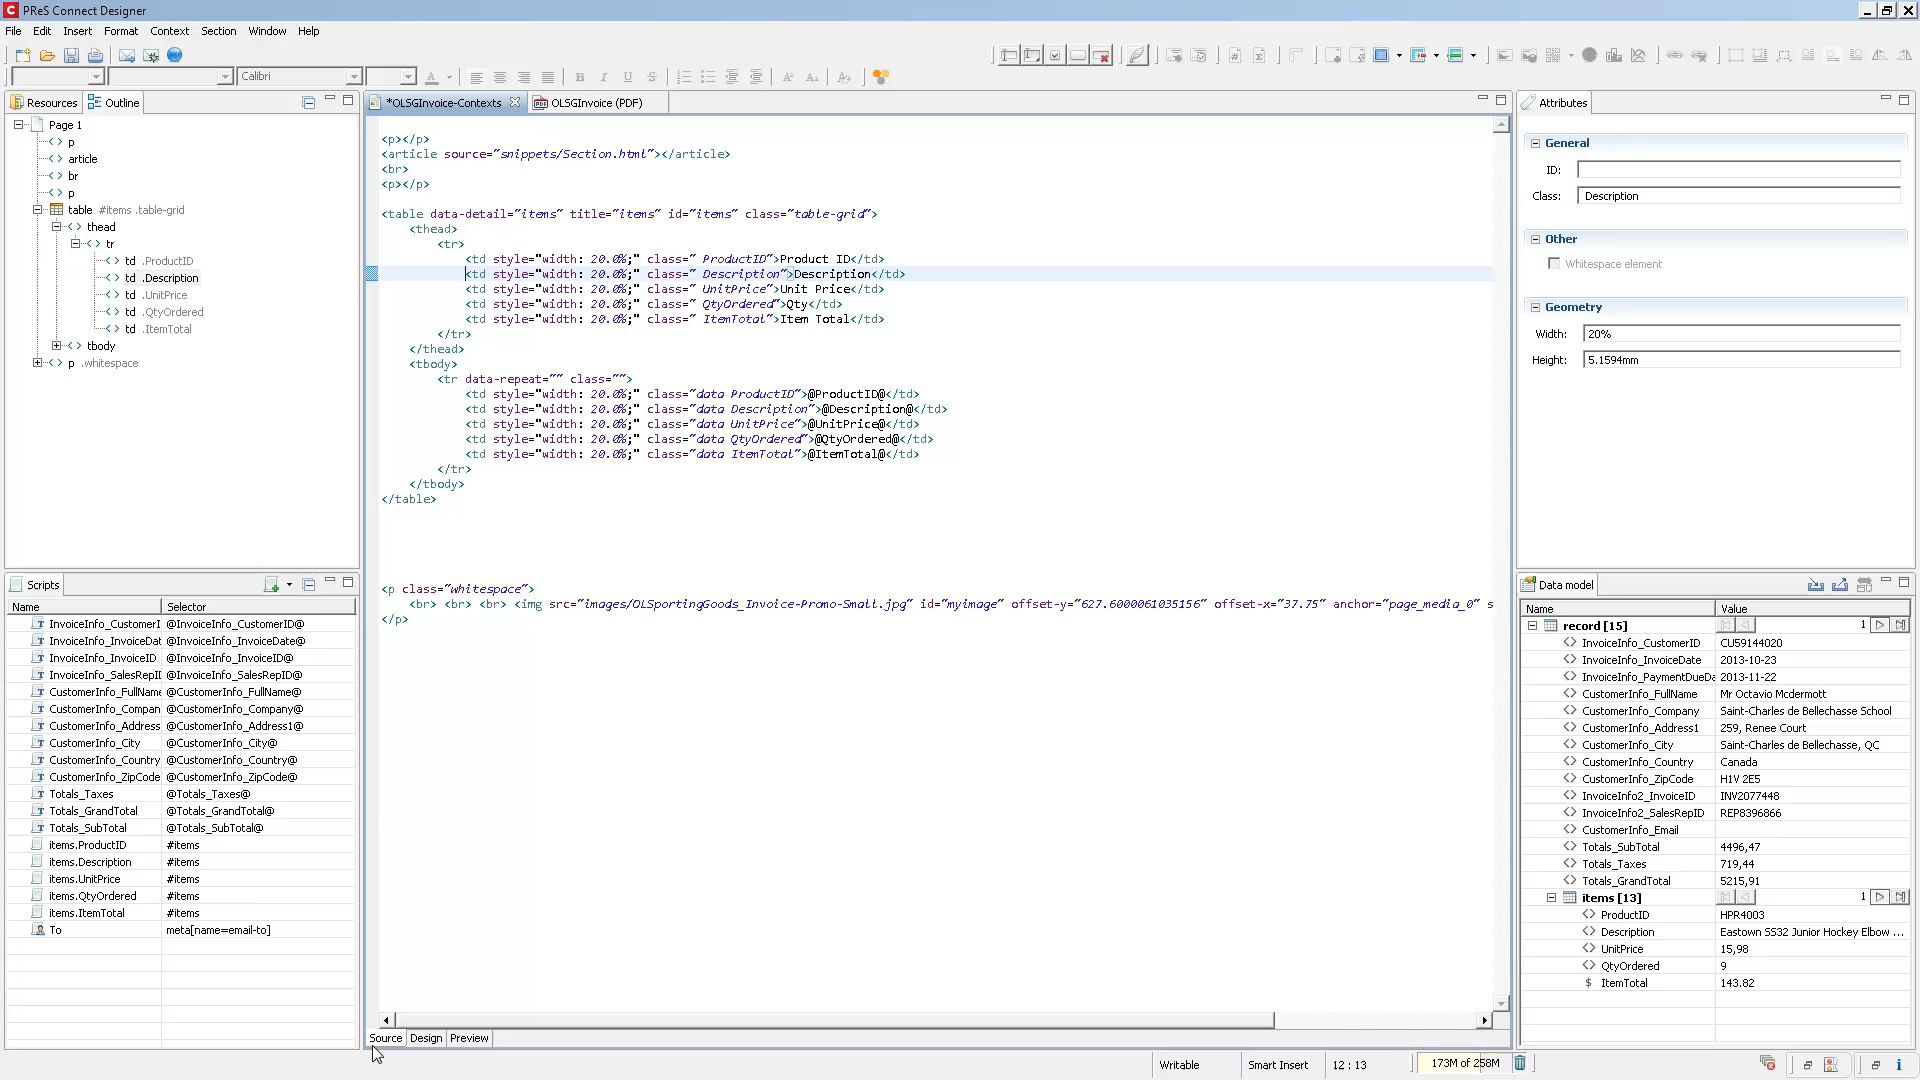 PReS Connect Designer
File Edit Insert Format Context Section Window Help
Calibri
Resources Outline
Page 1
p
article
br
p
table #items .table-grid
thead
tr
td .ProductID
td .Description
td .UnitPrice
td .QtyOrdered
td .ItemTotal
tbody
p .whitespace
Scripts
Name Selector
InvoiceInfo_CustomerI @InvoiceInfo_CustomerID@
InvoiceInfo_InvoiceDat @InvoiceInfo_InvoiceDate@
InvoiceInfo_InvoiceID @InvoiceInfo_InvoiceID@
InvoiceInfo_SalesRepID @InvoiceInfo_SalesRepID@
CustomerInfo_FullName @CustomerInfo_FullName@
CustomerInfo_Compan @CustomerInfo_Company@
CustomerInfo_Address @CustomerInfo_Address1@
CustomerInfo_City @CustomerInfo_City@
CustomerInfo_Country @CustomerInfo_Country@
CustomerInfo_ZipCode @CustomerInfo_ZipCode@
Totals_Taxes @Totals_Taxes@
Totals_GrandTotal @Totals_GrandTotal@
Totals_SubTotal @Totals_SubTotal@
items.ProductID #items
items.Description #items
items.UnitPrice #items
items.QtyOrdered #items
items.ItemTotal #items
To meta[name=email-to]
*OLSGInvoice-Contexts OLSGInvoice (PDF)
<p></p>
<article source="snippets/Section.html"></article>
<br>
<p></p>
<table data-detail="items" title="items" id="items" class="table-grid">
<thead>
<tr>
<td style="width: 20.0%;" class=" ProductID">Product ID</td>
<td style="width: 20.0%;" class=" Description">Description</td>
<td style="width: 20.0%;" class=" UnitPrice">Unit Price</td>
<td style="width: 20.0%;" class=" QtyOrdered">Qty</td>
<td style="width: 20.0%;" class=" ItemTotal">Item Total</td>
</tr>
</thead>
<tbody>
<tr data-repeat="" class="">
<td style="width: 20.0%;" class="data ProductID">@ProductID@</td>
<td style="width: 20.0%;" class="data Description">@Description@</td>
<td style="width: 20.0%;" class="data UnitPrice">@UnitPrice@</td>
<td style="width: 20.0%;" class="data QtyOrdered">@QtyOrdered@</td>
<td style="width: 20.0%;" class="data ItemTotal">@ItemTotal@</td>
</tr>
</tbody>
</table>
<p class="whitespace">
<br> <br> <br> <img src="images/OLSportingGoods_Invoice-Promo-Small.jpg" id="myimage" offset-y="627.6000061035156" offset-x="37.75" anchor="page_media_0" s
</p>
Source Design Preview
Attributes
General
ID:
Class: Description
Other
Whitespace element
Geometry
Width: 20%
Height: 5.1594mm
Data model
Name Value
record [15] 1
InvoiceInfo_CustomerID CU59144020
InvoiceInfo_InvoiceDate 2013-10-23
InvoiceInfo_PaymentDueDa 2013-11-22
CustomerInfo_FullName Mr Octavio Mcdermott
CustomerInfo_Company Saint-Charles de Bellechasse School
CustomerInfo_Address1 259, Renee Court
CustomerInfo_City Saint-Charles de Bellechasse, QC
CustomerInfo_Country Canada
CustomerInfo_ZipCode H1V 2E5
InvoiceInfo2_InvoiceID INV2077448
InvoiceInfo2_SalesRepID REP8396866
CustomerInfo_Email
Totals_SubTotal 4496,47
Totals_Taxes 719,44
Totals_GrandTotal 5215,91
items [13] 1
ProductID HPR4003
Description Eastown SS32 Junior Hockey Elbow ...
UnitPrice 15,98
QtyOrdered 9
$ ItemTotal 143.82
Writable Smart Insert 12 : 13 173M of 258M